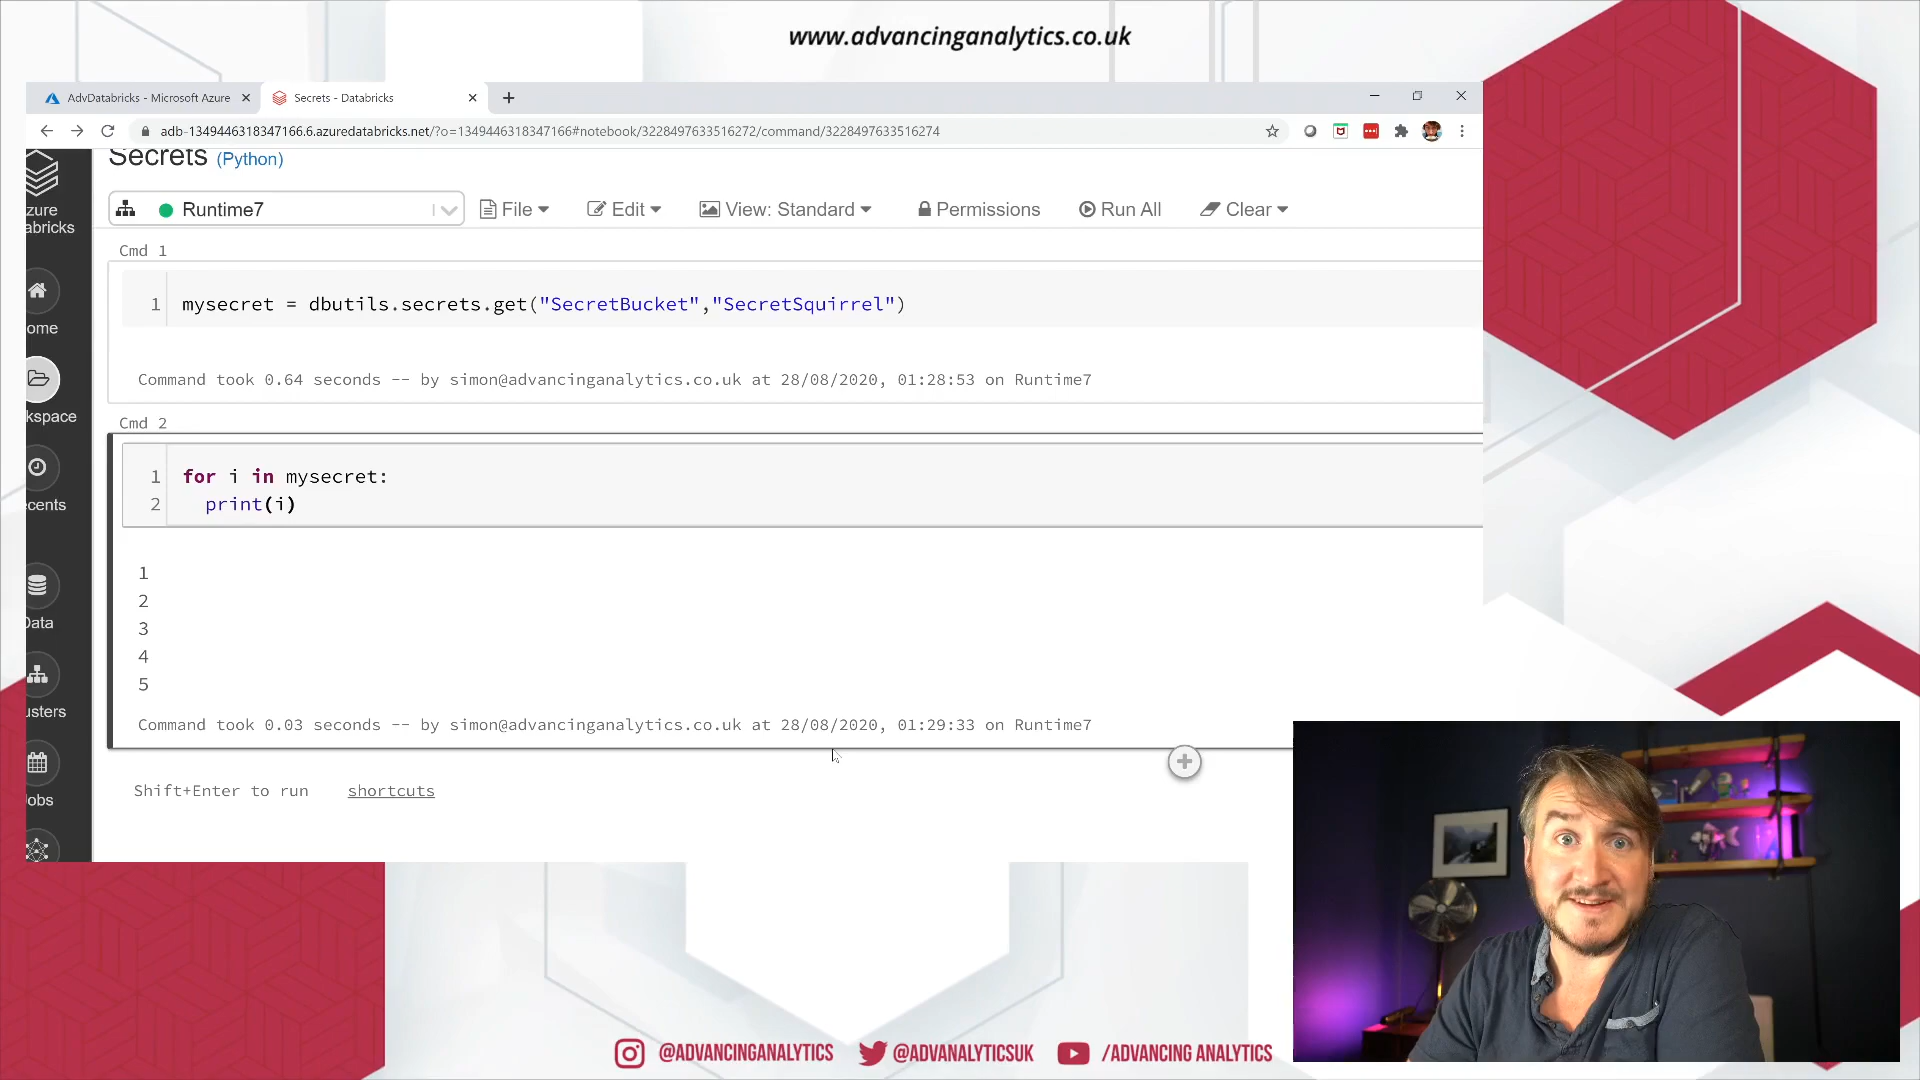 www.advancinganalytics.co.uk
AdvDatabricks - Microsoft Azure
Secrets - Databricks
adb-1349446318347166.6.azuredatabricks.net/?o=1349446318347166#notebook/3228497633516272/command/3228497633516274
Secrets (Python)
zure
abricks
Runtime7
File
Edit
View: Standard
Permissions
Run All
Clear
Cmd 1
1 mysecret = dbutils.secrets.get("SecretBucket","SecretSquirrel")
ome
Command took 0.64 seconds -- by simon@advancinganalytics.co.uk at 28/08/2020, 01:28:53 on Runtime7
kspace
Cmd 2
1 for i in mysecret:
2 print(i)
cents
1
2
3
4
5
Data
usters
Command took 0.03 seconds -- by simon@advancinganalytics.co.uk at 28/08/2020, 01:29:33 on Runtime7
Shift+Enter to run shortcuts
obs
@ADVANCINGANALYTICS
@ADVANALYTICSUK
/ADVANCING ANALYTICS